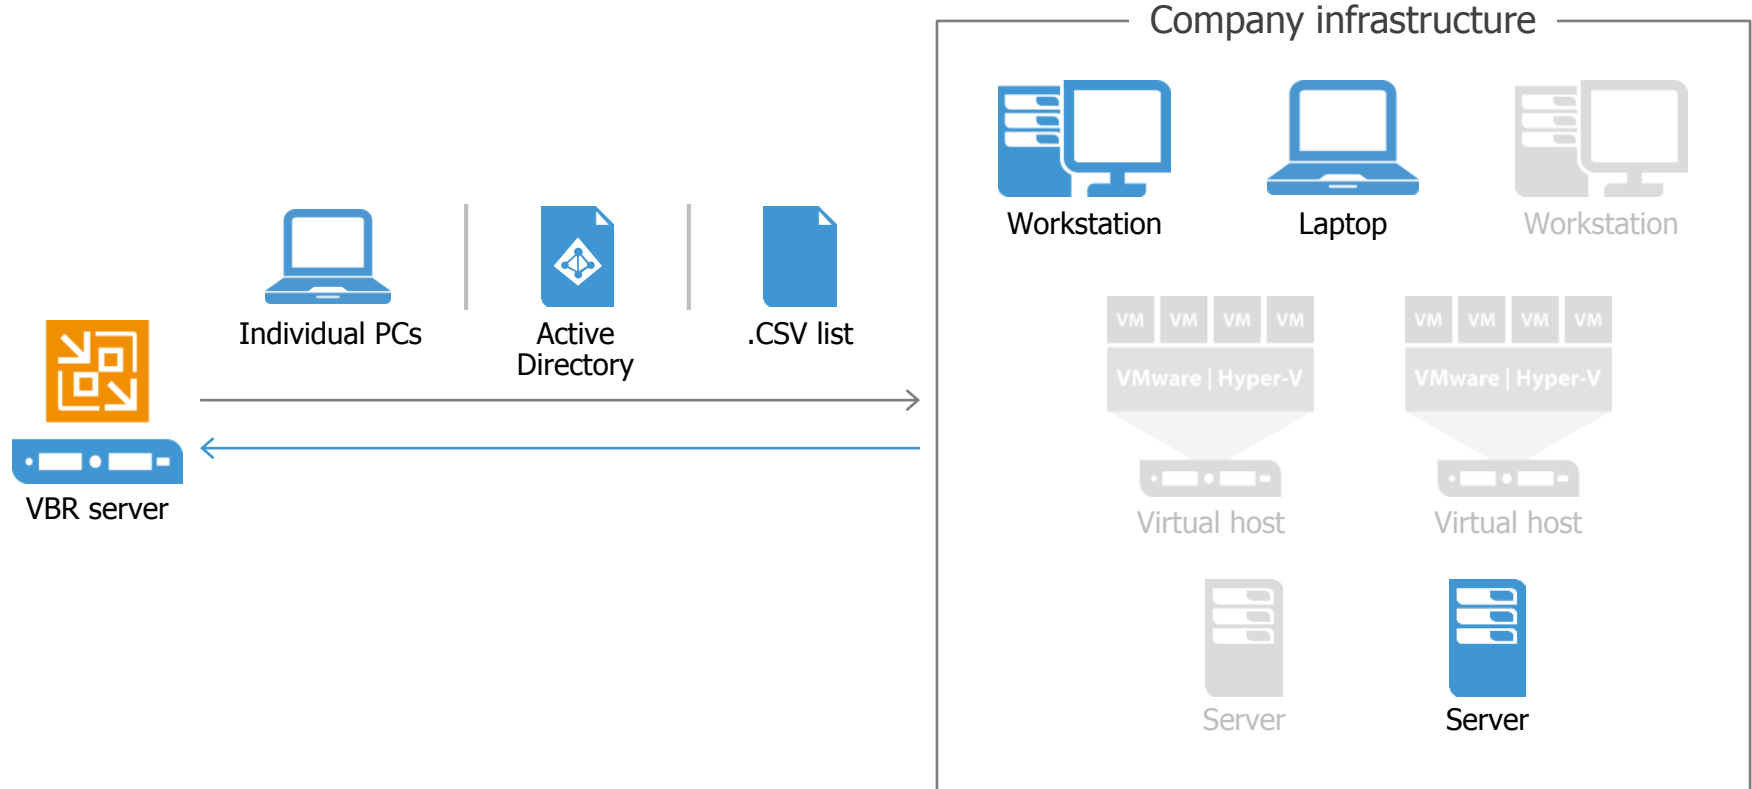 Company infrastructure
Workstation
Laptop
Workstation
Individual PCs
Active
Directory
.CSV list
VM VM VM VM
VM VM VM VM
VMware | Hyper-V
VMware | Hyper-V
VBR server
Virtual host
Virtual host
Server
Server